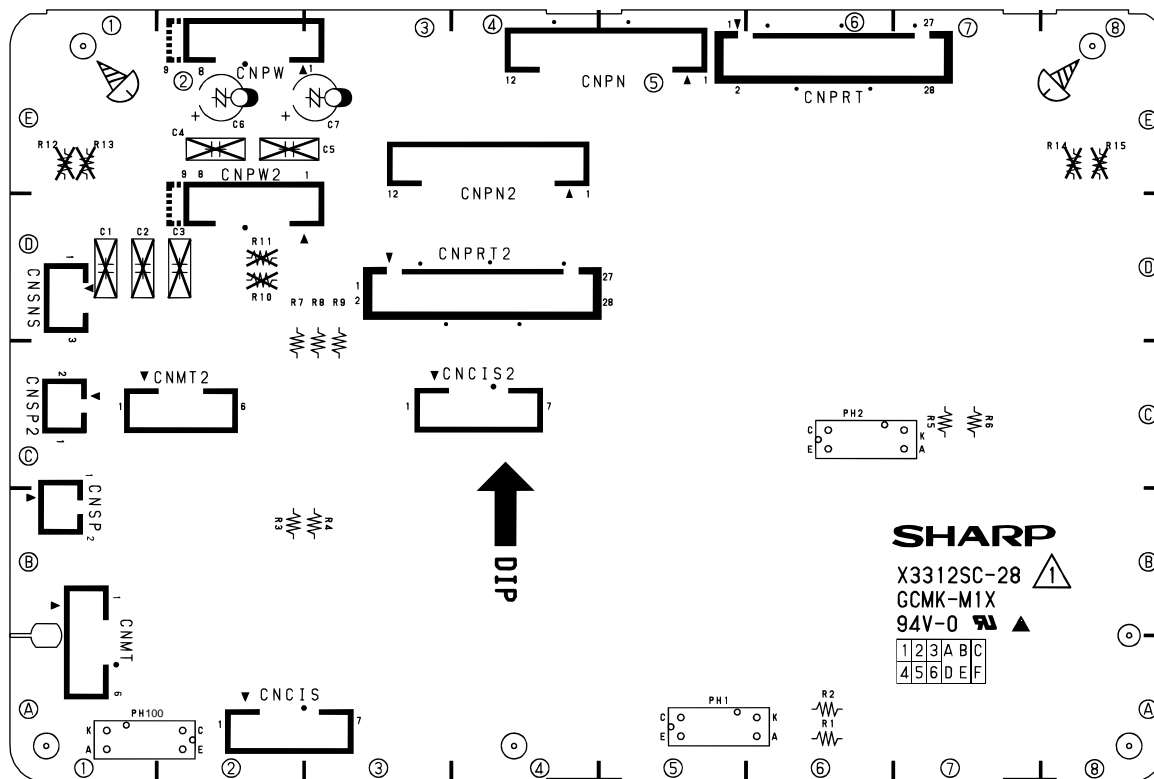 1 3 4 6 7 8
1 27
9 8 CNPW 1
2
12 CNPN 5 1
2 CNPRT 28
+ C6 + C7
E E
C4 C5
R12 R13
R14 R15
9 8 CNPW2 1
12 CNPN2 1
D D
C1 C2 C3
R11
R10
CNPRT2
1 27
2 28
1
CNSNS
3
R7 R8 R9
2
CNSP2
1
CNMT2
1 6
CNCIS2
1 7
C C
PH2
C K
E A
R5 R6
1
CNSP
2
R3 R4
DIP
B B
SHARP
X3312SC-28 1
GCMK-M1X
94V-0 RU
1 2 3 A B C
4 5 6 D E F
1
CNMT
6
A A
PH100
K C
A E
CNCIS
1 7
PH1
C K
E A
R2
R1
1 2 3 4 5 6 7 8